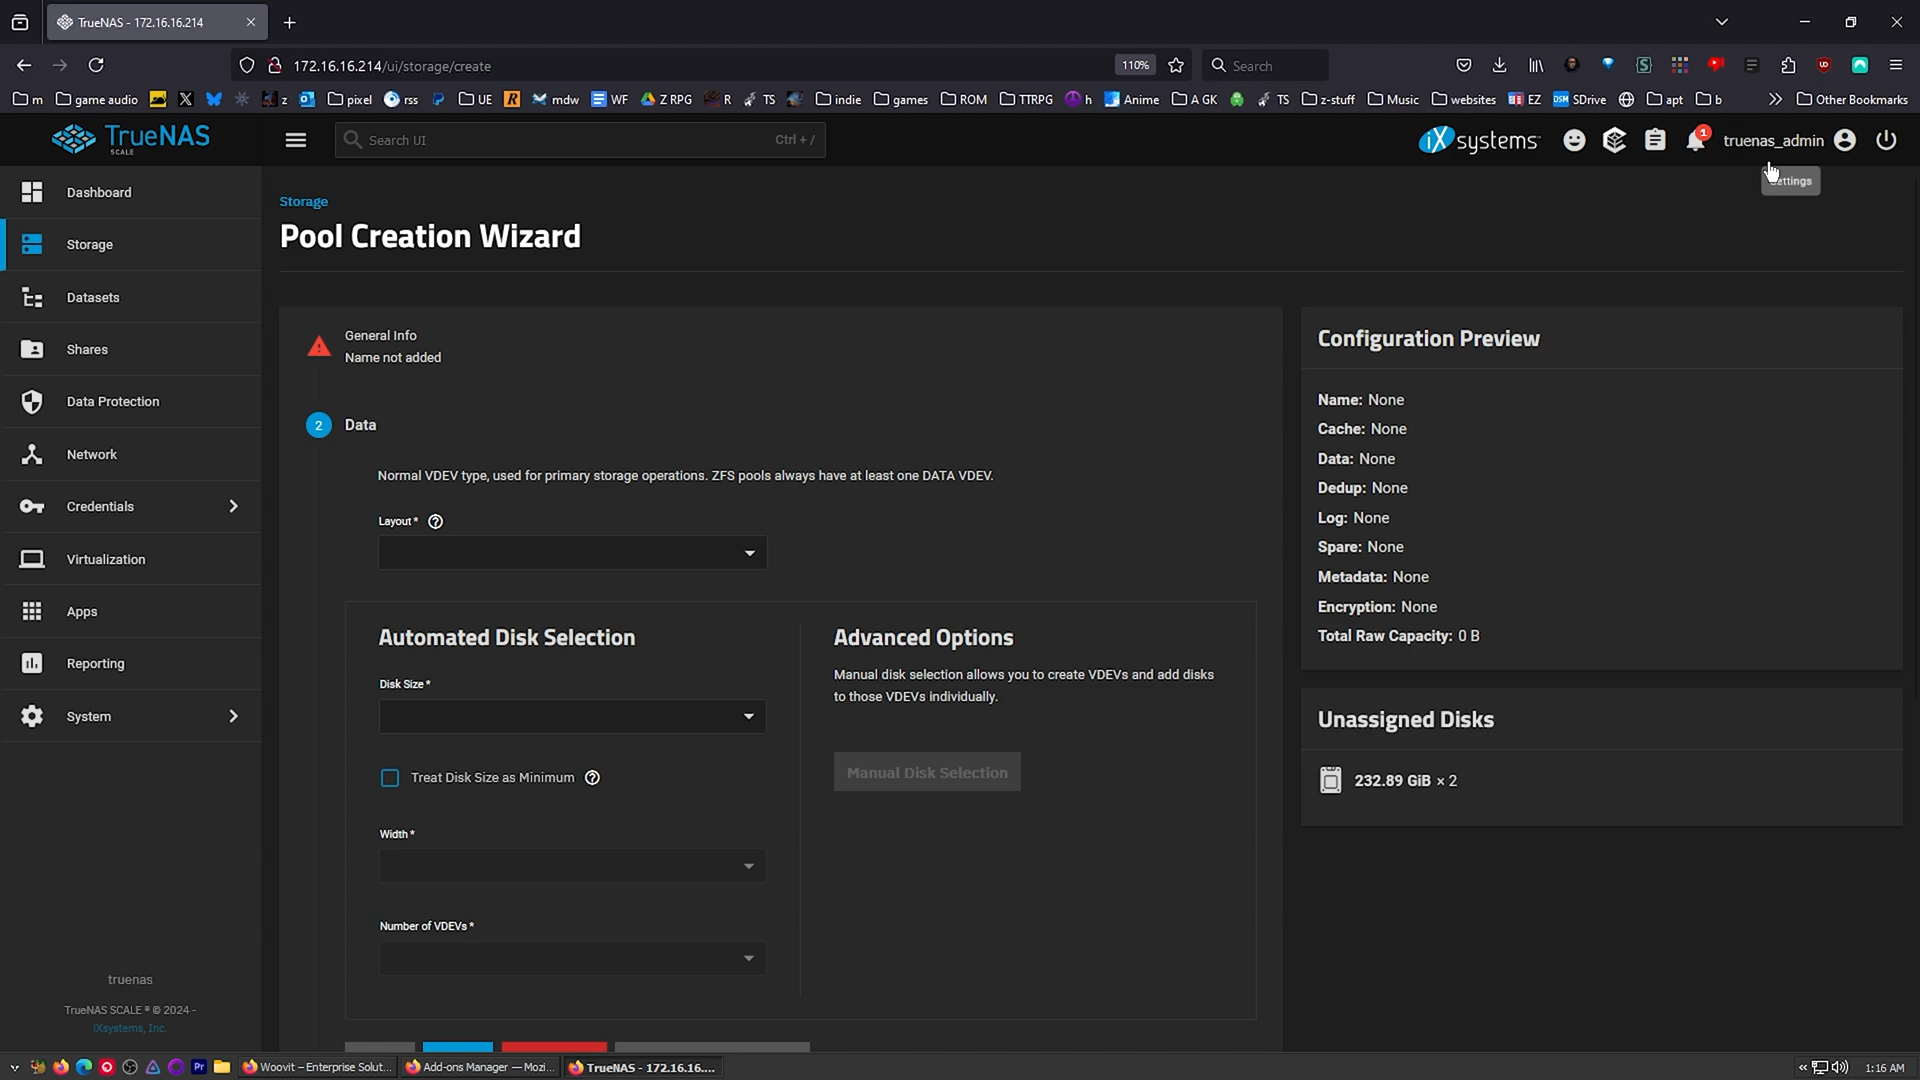 TrueNAS - 172.16.16.214
172.16.16.214/ui/storage/create
110%
Search
m
game audio
z
pixel
rss
UE
mdw
WF
Z RPG
R
TS
indie
games
ROM
TTRPG
h
Anime
A GK
TS
z-stuff
Music
websites
EZ
SDrive
apt
b
Other Bookmarks
TrueNAS
SCALE
Search UI
Ctrl + /
iXsystems
1
truenas_admin
Dashboard
Storage
Datasets
Shares
Data Protection
Network
Credentials
Virtualization
Apps
Reporting
System
truenas
TrueNAS SCALE ® © 2024 -
iXsystems, Inc.
Storage
Pool Creation Wizard
General Info
Name not added
2
Data
Normal VDEV type, used for primary storage operations. ZFS pools always have at least one DATA VDEV.
Layout *
Automated Disk Selection
Disk Size *
Treat Disk Size as Minimum
Width *
Number of VDEVs *
Advanced Options
Manual disk selection allows you to create VDEVs and add disks
to those VDEVs individually.
Manual Disk Selection
Configuration Preview
Name: None
Cache: None
Data: None
Dedup: None
Log: None
Spare: None
Metadata: None
Encryption: None
Total Raw Capacity: 0 B
Unassigned Disks
232.89 GiB × 2
Woovit – Enterprise Solut...
Add-ons Manager — Mozi...
TrueNAS - 172.16.16....
1:16 AM